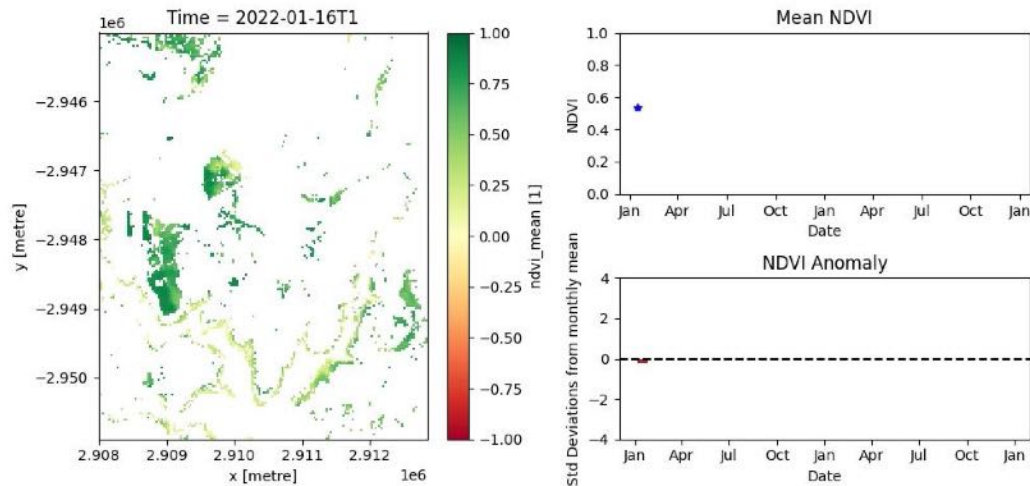 Time = 2022-01-16T1
1e6
−2.946
−2.947
−2.948
−2.949
−2.950
y [metre]
2.908 2.909 2.910 2.911 2.912
1e6
x [metre]
1.00
0.75
0.50
0.25
0.00
−0.25
−0.50
−0.75
−1.00
ndvi_mean [1]
Mean NDVI
1.0
0.8
0.6
0.4
0.2
0.0
NDVI
Jan Apr Jul Oct Jan Apr Jul Oct Jan
Date
NDVI Anomaly
4
2
0
−2
−4
Std Deviations from monthly mean
Jan Apr Jul Oct Jan Apr Jul Oct Jan
Date